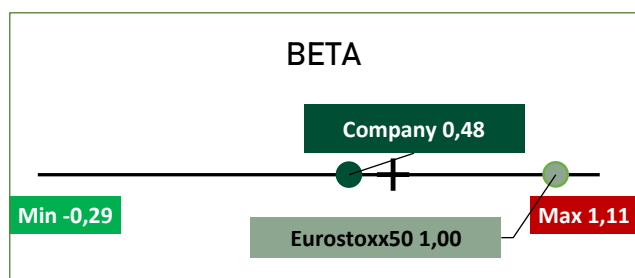 BETA
Company 0,48
Min -0,29
Max 1,11
Eurostoxx50 1,00